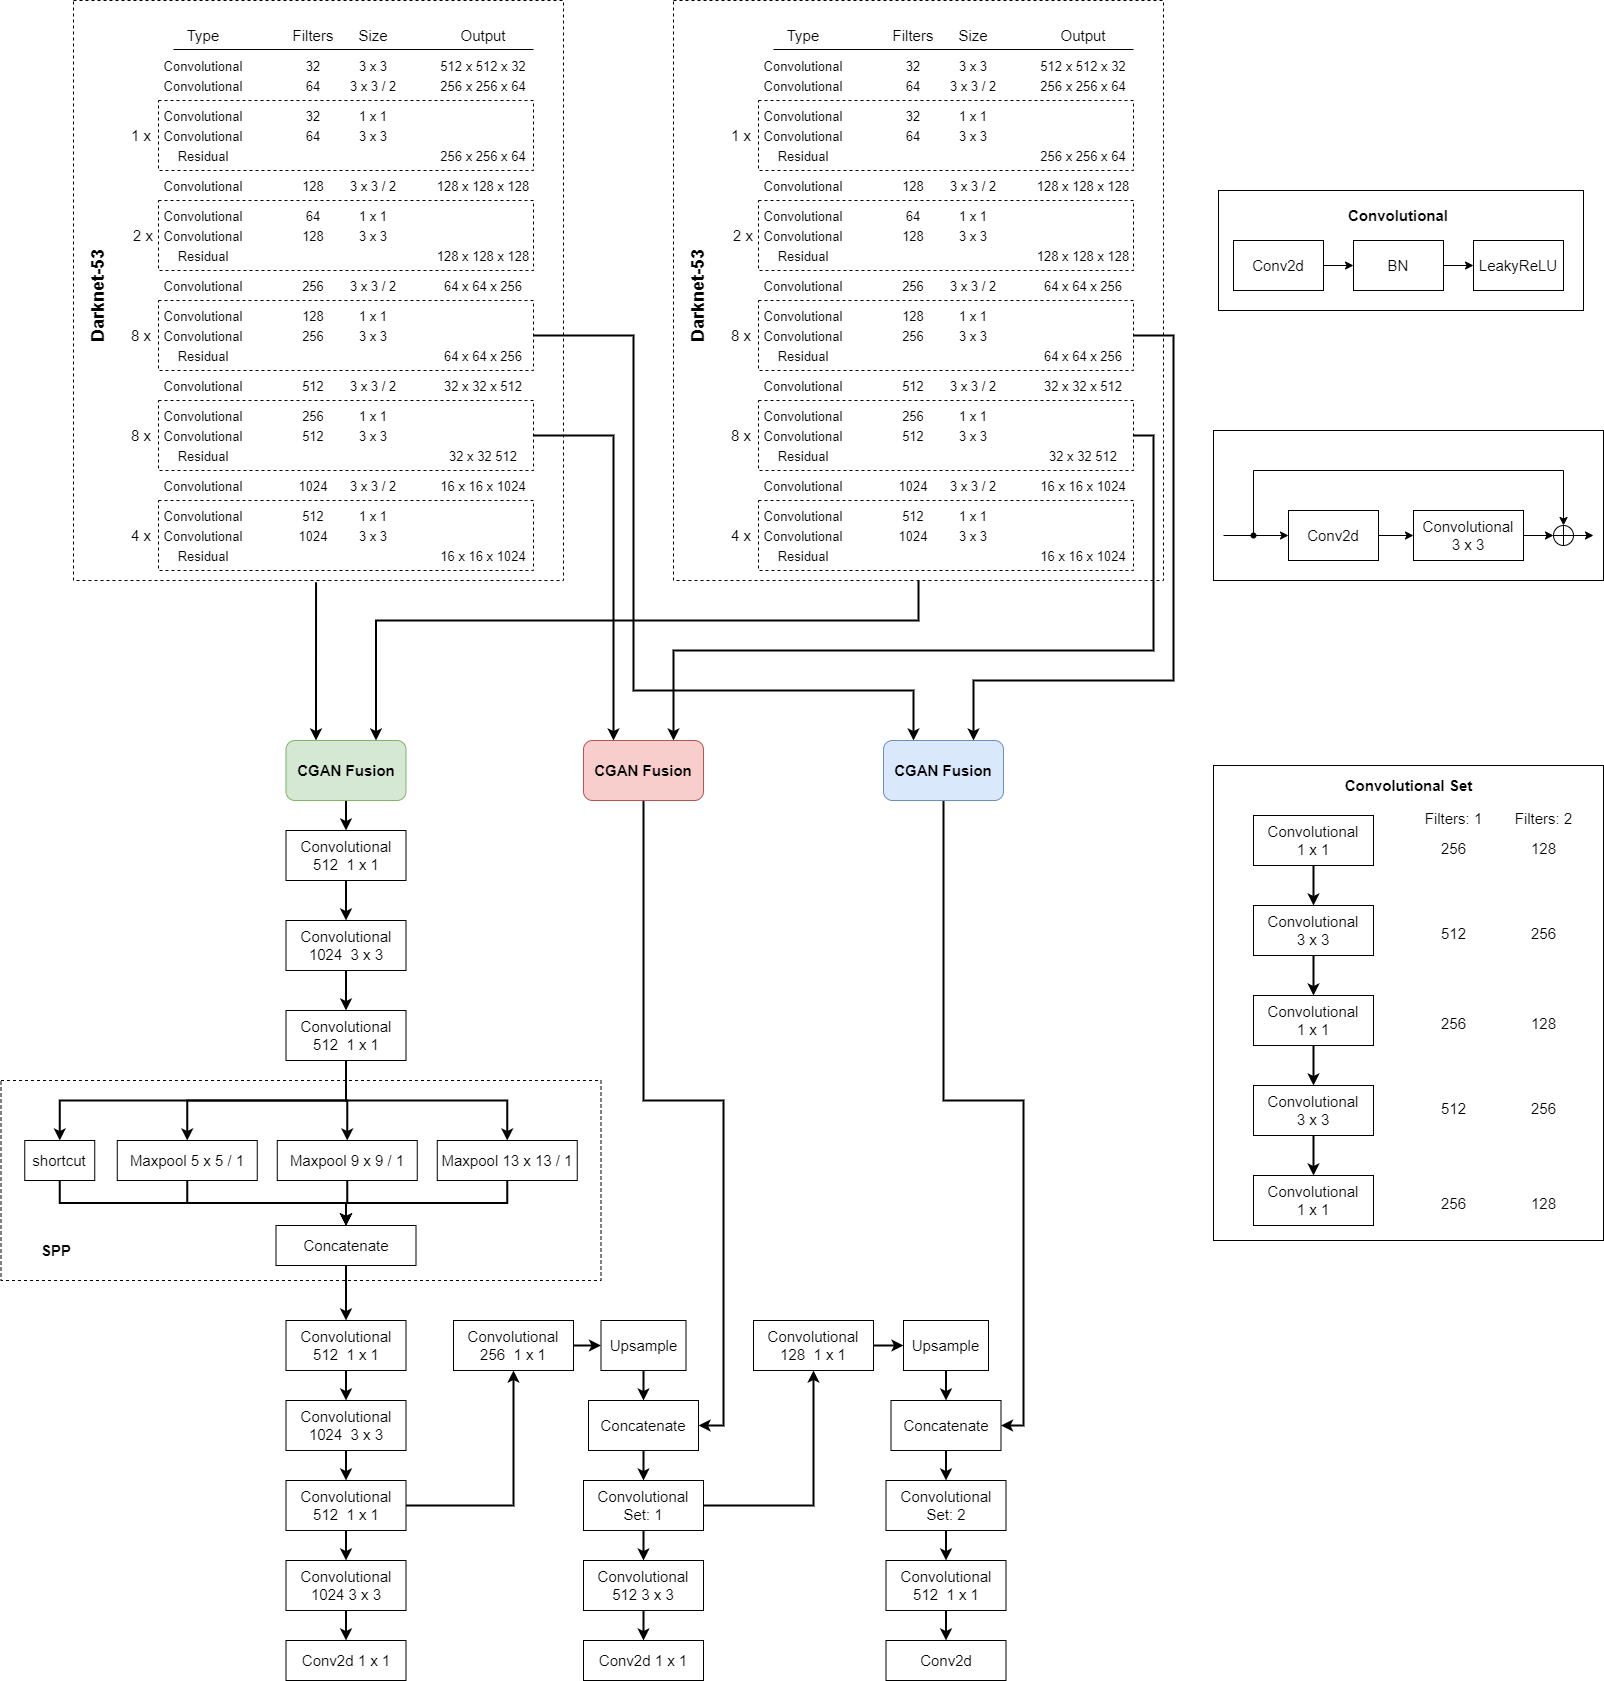 Type Filters Size Output
Convolutional 32 3 x 3 512 x 512 x 32
Convolutional 64 3 x 3 / 2 256 x 256 x 64
Convolutional 32 1 x 1
1 x Convolutional 64 3 x 3
Residual 256 x 256 x 64
Convolutional 128 3 x 3 / 2 128 x 128 x 128
Convolutional 64 1 x 1
2 x Convolutional 128 3 x 3
Residual 128 x 128 x 128
Convolutional 256 3 x 3 / 2 64 x 64 x 256
Convolutional 128 1 x 1
8 x Convolutional 256 3 x 3
Residual 64 x 64 x 256
Convolutional 512 3 x 3 / 2 32 x 32 x 512
Convolutional 256 1 x 1
8 x Convolutional 512 3 x 3
Residual 32 x 32 512
Convolutional 1024 3 x 3 / 2 16 x 16 x 1024
Convolutional 512 1 x 1
4 x Convolutional 1024 3 x 3
Residual 16 x 16 x 1024
Darknet-53
Type Filters Size Output
Convolutional 32 3 x 3 512 x 512 x 32
Convolutional 64 3 x 3 / 2 256 x 256 x 64
Convolutional 32 1 x 1
1 x Convolutional 64 3 x 3
Residual 256 x 256 x 64
Convolutional 128 3 x 3 / 2 128 x 128 x 128
Convolutional 64 1 x 1
2 x Convolutional 128 3 x 3
Residual 128 x 128 x 128
Convolutional 256 3 x 3 / 2 64 x 64 x 256
Convolutional 128 1 x 1
8 x Convolutional 256 3 x 3
Residual 64 x 64 x 256
Convolutional 512 3 x 3 / 2 32 x 32 x 512
Convolutional 256 1 x 1
8 x Convolutional 512 3 x 3
Residual 32 x 32 512
Convolutional 1024 3 x 3 / 2 16 x 16 x 1024
Convolutional 512 1 x 1
4 x Convolutional 1024 3 x 3
Residual 16 x 16 x 1024
Darknet-53
Convolutional
Conv2d BN LeakyReLU
Conv2d
Convolutional
3 x 3
CGAN Fusion CGAN Fusion CGAN Fusion
Convolutional
512 1 x 1
Convolutional
1024 3 x 3
Convolutional
512 1 x 1
shortcut Maxpool 5 x 5 / 1 Maxpool 9 x 9 / 1 Maxpool 13 x 13 / 1
Concatenate
SPP
Convolutional Set
Filters: 1 Filters: 2
Convolutional
1 x 1 256 128
Convolutional
3 x 3 512 256
Convolutional
1 x 1 256 128
Convolutional
3 x 3 512 256
Convolutional
1 x 1 256 128
Convolutional
512 1 x 1
Convolutional
1024 3 x 3
Convolutional
512 1 x 1
Convolutional
1024 3 x 3
Conv2d 1 x 1
Convolutional
256 1 x 1
Upsample
Concatenate
Convolutional
Set: 1
Convolutional
512 3 x 3
Conv2d 1 x 1
Convolutional
128 1 x 1
Upsample
Concatenate
Convolutional
Set: 2
Convolutional
512 1 x 1
Conv2d